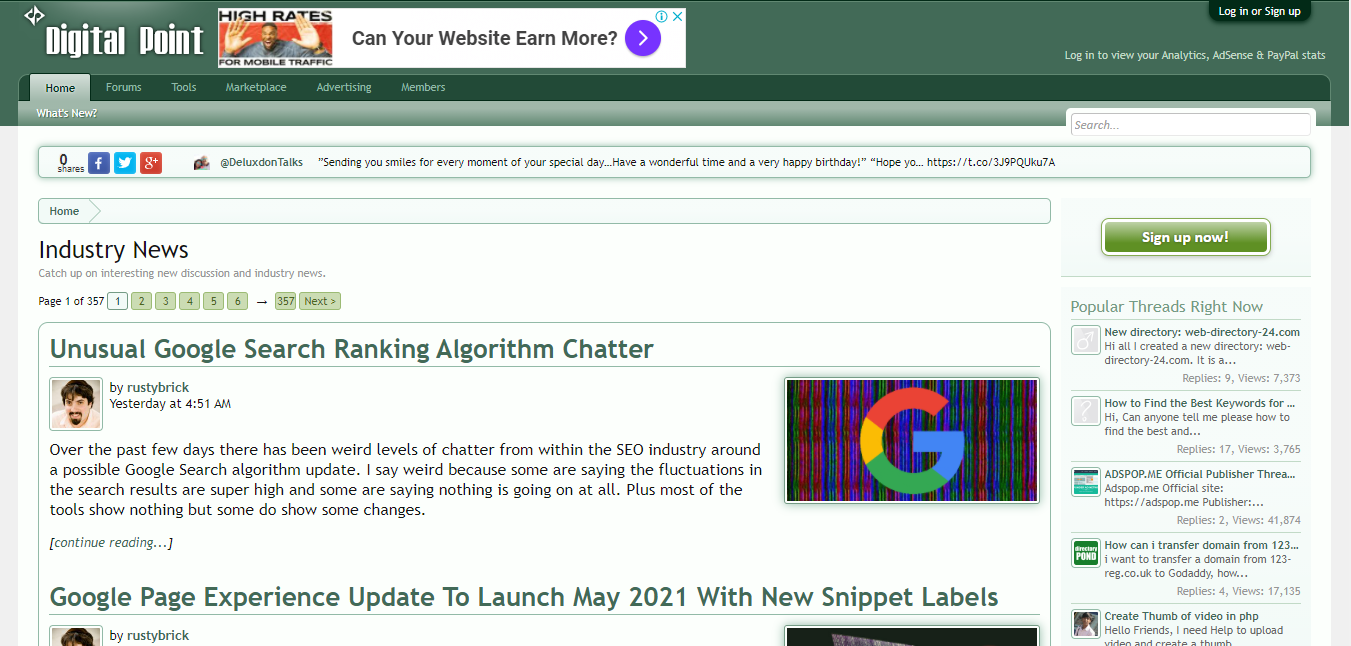 Log in or Sign up
Digital Point
HIGH RATES
FOR MOBILE TRAFFIC
Can Your Website Earn More?
Log in to view your Analytics, AdSense & PayPal stats
Home Forums Tools Marketplace Advertising Members
What's New?
Search...
0
shares
@DeluxdonTalks "Sending you smiles for every moment of your special day…Have a wonderful time and a very happy birthday!" "Hope yo… https://t.co/3J9PQUku7A
Home
Sign up now!
Industry News
Catch up on interesting new discussion and industry news.
Page 1 of 357 1 2 3 4 5 6 → 357 Next >
Unusual Google Search Ranking Algorithm Chatter
by rustybrick
Yesterday at 4:51 AM
Over the past few days there has been weird levels of chatter from within the SEO industry around
a possible Google Search algorithm update. I say weird because some are saying the fluctuations in
the search results are super high and some are saying nothing is going on at all. Plus most of the
tools show nothing but some do show some changes.
[continue reading...]
Google Page Experience Update To Launch May 2021 With New Snippet Labels
by rustybrick
Popular Threads Right Now
New directory: web-directory-24.com
Hi all I created a new directory: web-
directory-24.com. It is a...
Replies: 9, Views: 7,373
How to Find the Best Keywords for ...
Hi, Can anyone tell me please how to
find the best and...
Replies: 17, Views: 3,765
ADSPOP.ME Official Publisher Threa...
Adspop.me Official site:
https://adspop.me Publisher:...
Replies: 2, Views: 41,874
directory
POND
How can i transfer domain from 123...
i want to transfer a domain from 123-
reg.co.uk to Godaddy, how...
Replies: 4, Views: 17,135
Create Thumb of video in php
Hello Friends, I need Help to upload
video and create a thumb